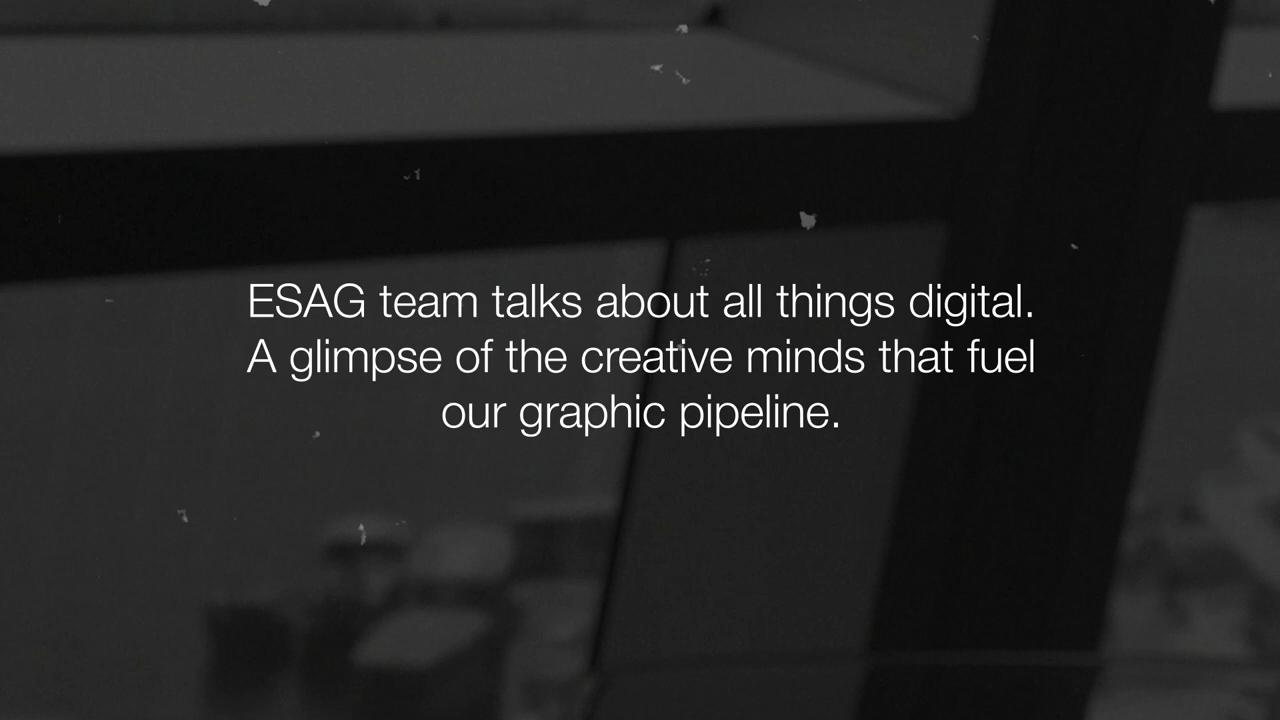 ESAG team talks about all things digital.
A glimpse of the creative minds that fuel
our graphic pipeline.